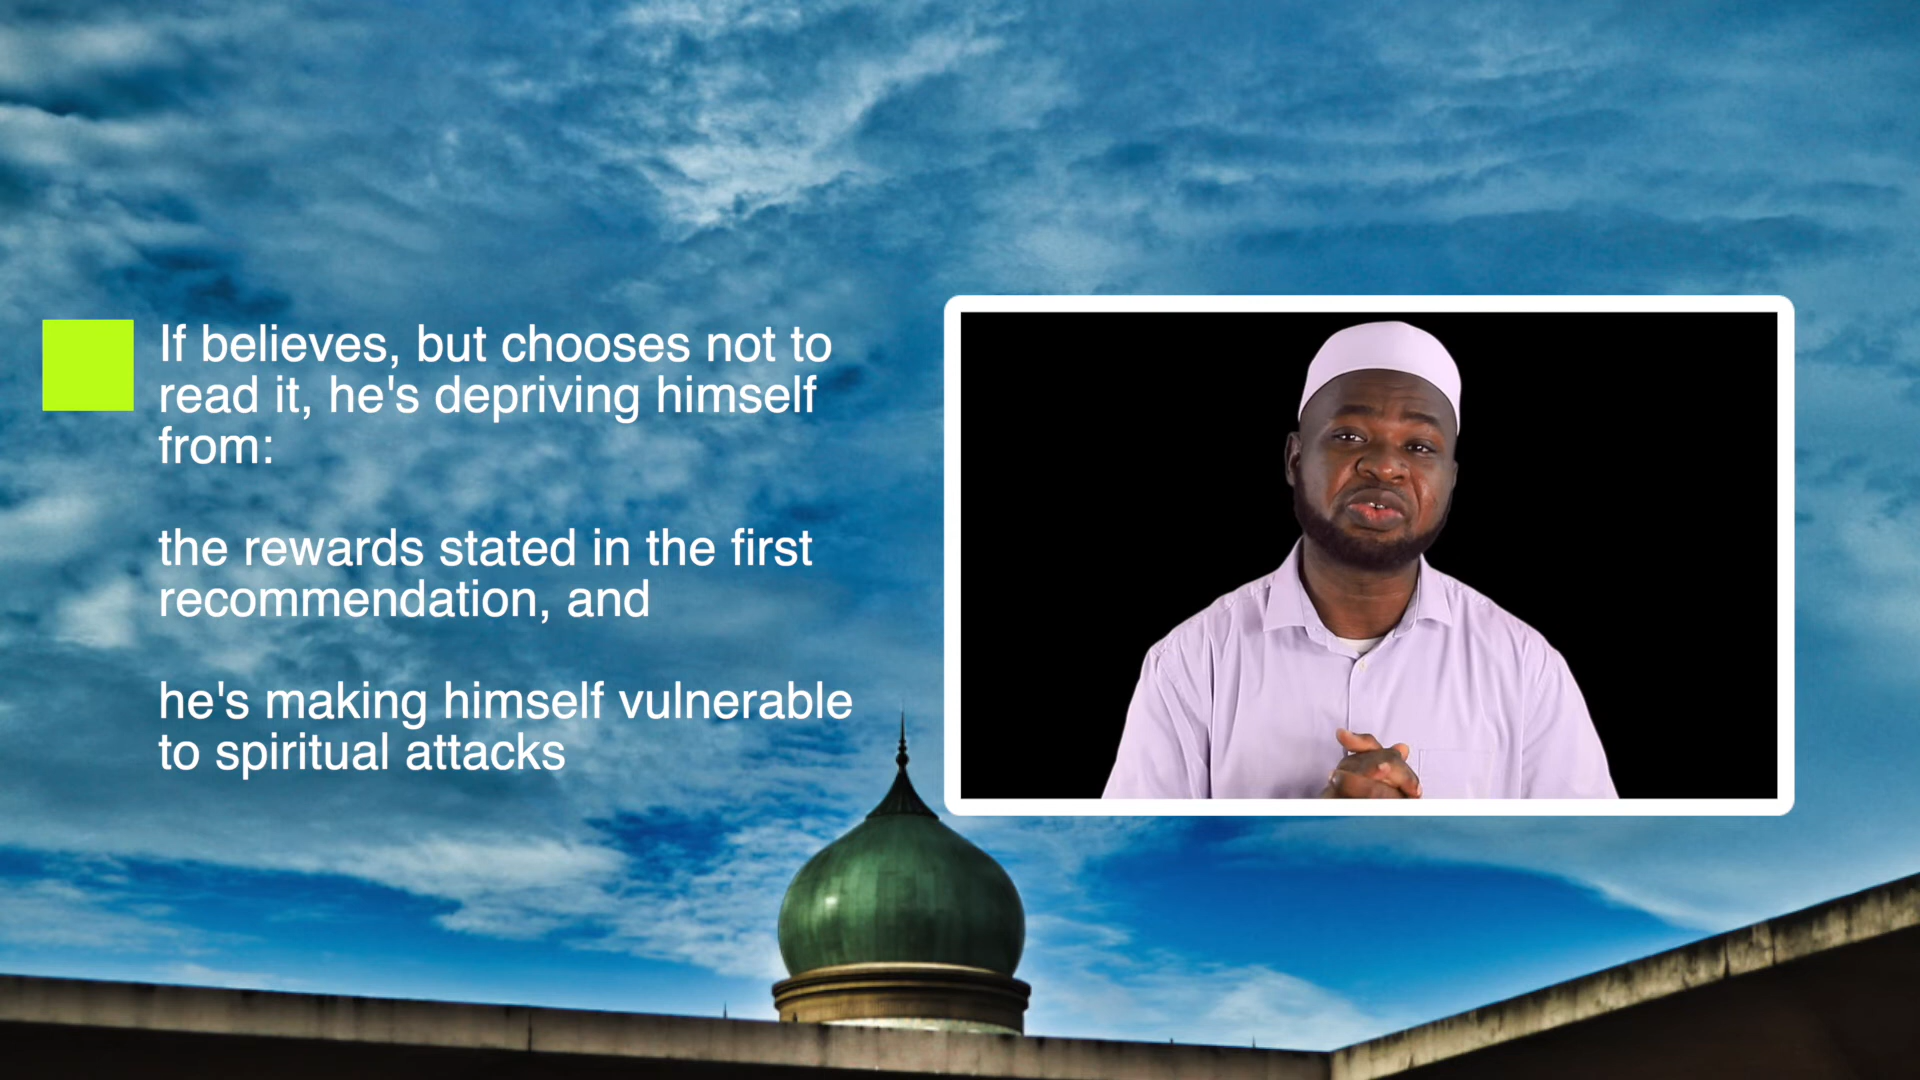 If believes, but chooses not to
read it, he's depriving himself
from:
the rewards stated in the first
recommendation, and
he's making himself vulnerable
to spiritual attacks